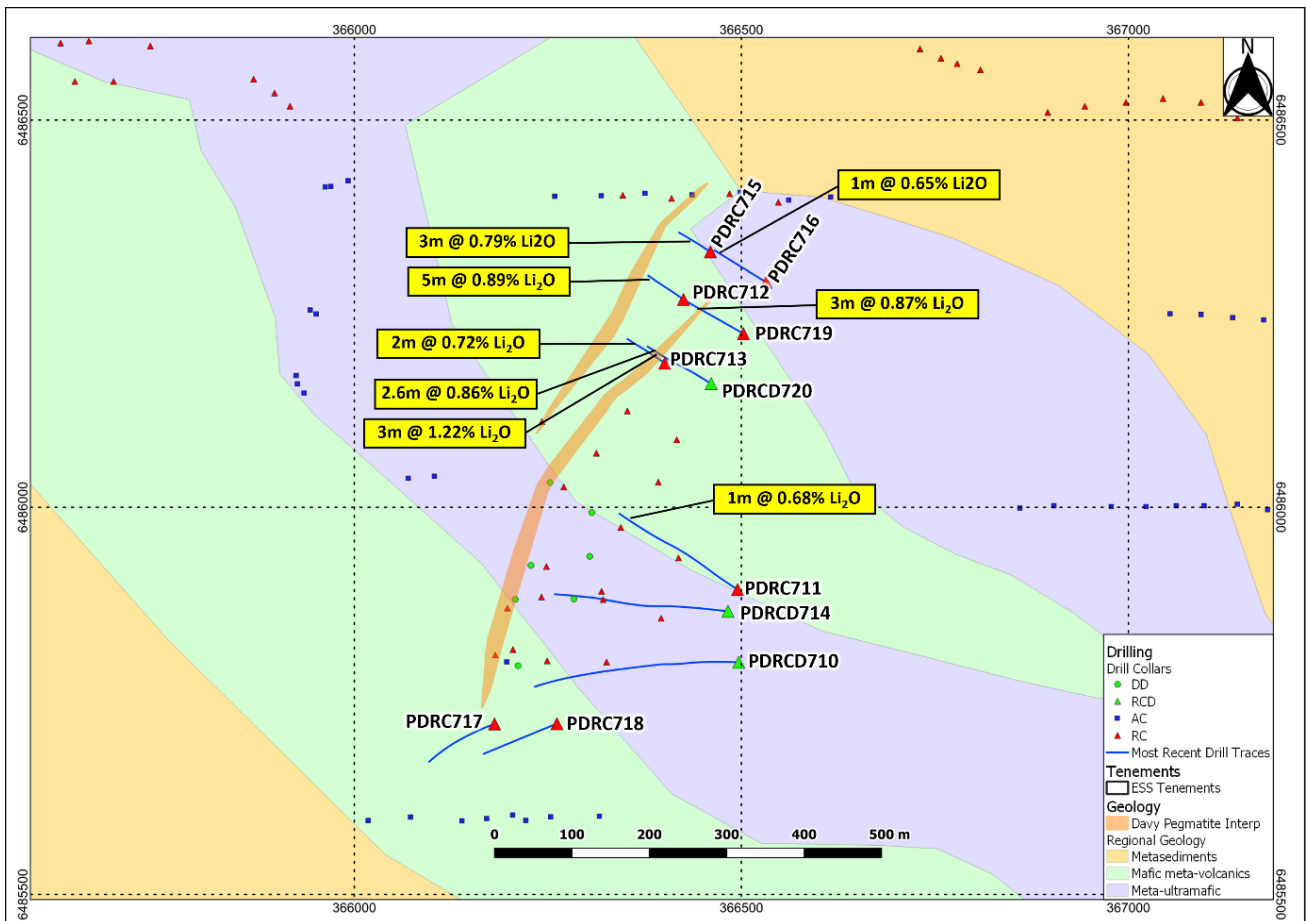 366000
366500
367000
N
6486500
6486500
PDRC715
1m @ 0.65% Li2O
PDRC716
3m @ 0.79% Li2O
5m @ 0.89% Li₂O
PDRC712
3m @ 0.87% Li₂O
PDRC719
2m @ 0.72% Li₂O
PDRC713
2.6m @ 0.86% Li₂O
PDRCD720
3m @ 1.22% Li₂O
1m @ 0.68% Li₂O
6486000
6486000
PDRC711
PDRCD714
PDRCD710
PDRC717
PDRC718
0 100 200 300 400 500 m
Drilling
Drill Collars
DD
RCD
AC
RC
Most Recent Drill Traces
Tenements
ESS Tenements
Geology
Davy Pegmatite Interp
Regional Geology
Metasediments
Mafic meta-volcanics
Meta-ultramafic
6485500
6485500
366000
366500
367000